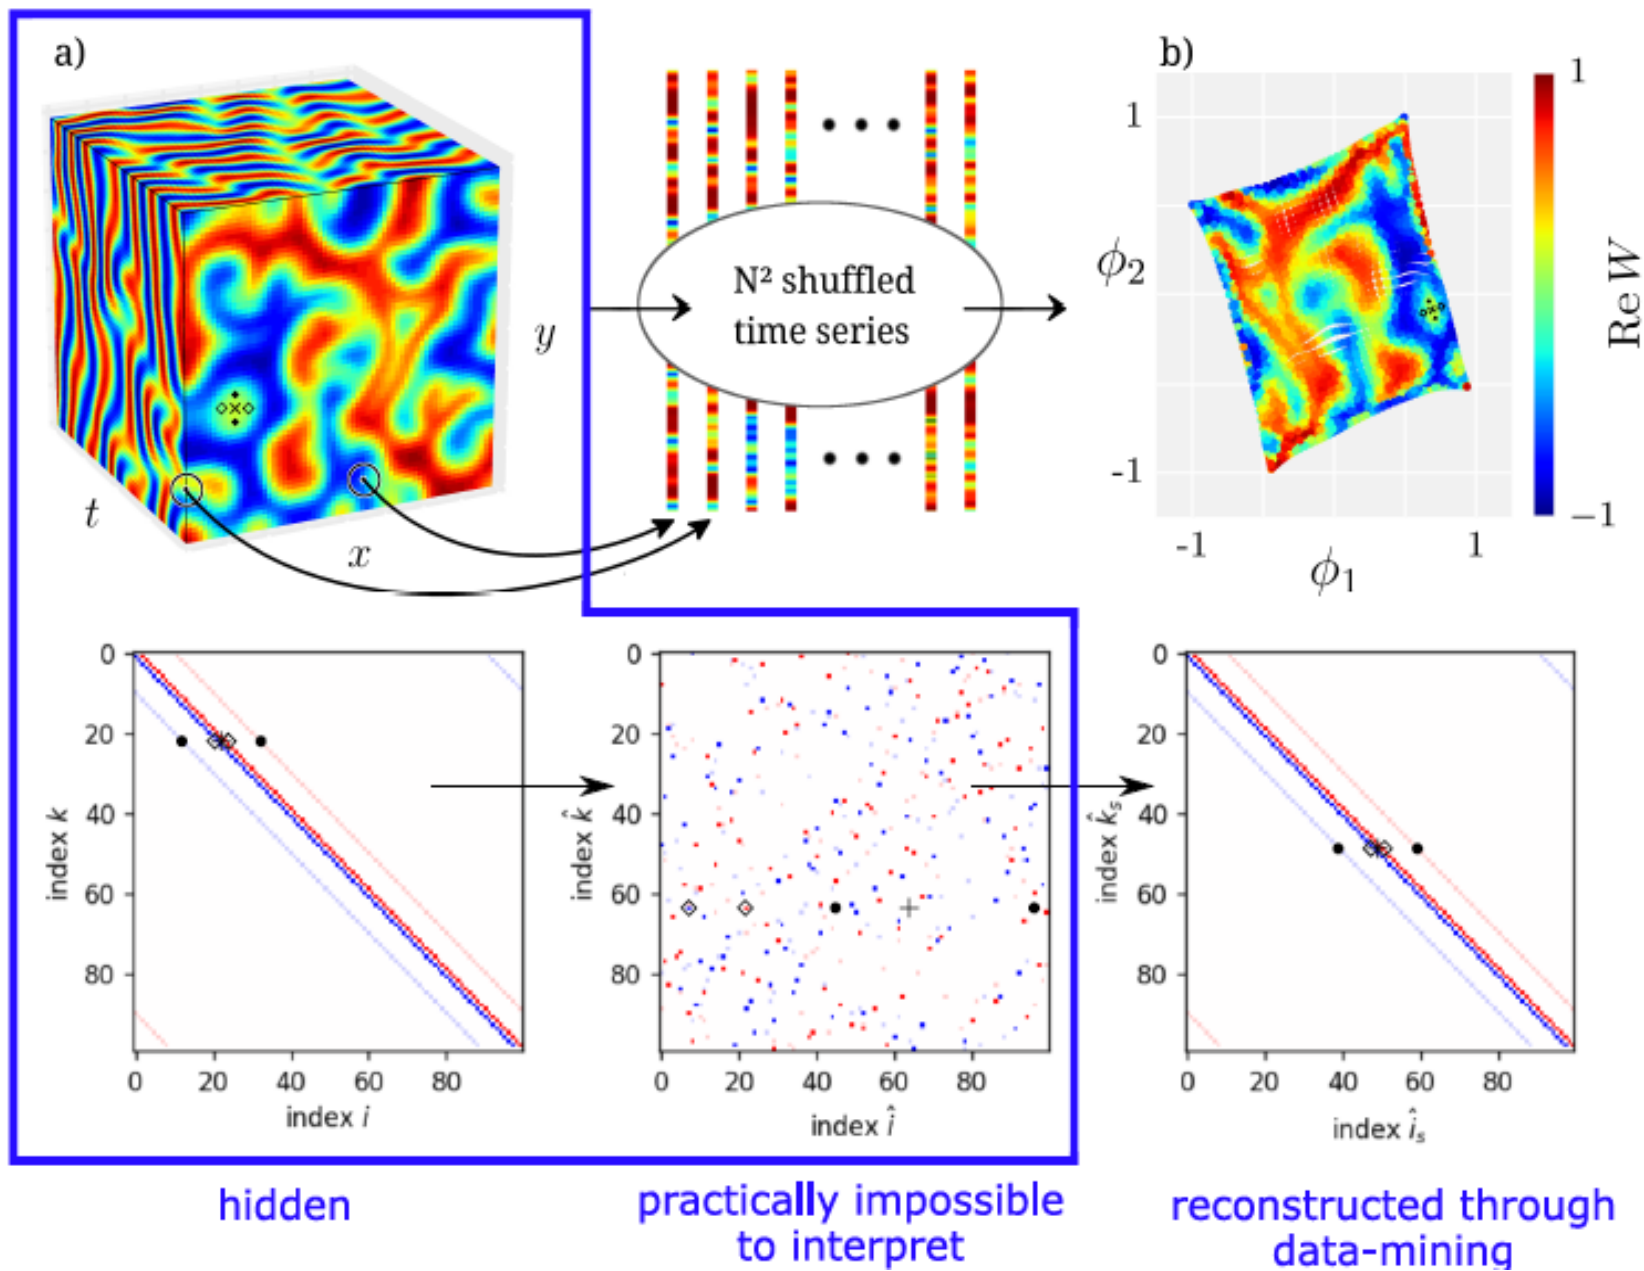 a)
t
x
y
N² shuffled
time series
b)
1
-1
ϕ₂
-1
1
ϕ₁
1
−1
Re W
0
20
40
60
80
index k
0
20
40
60
80
index i
0
20
40
60
80
index k̂
0
20
40
60
80
index î
0
20
40
60
80
index k̂ₛ
0
20
40
60
80
index îₛ
hidden
practically impossible
to interpret
reconstructed through
data-mining